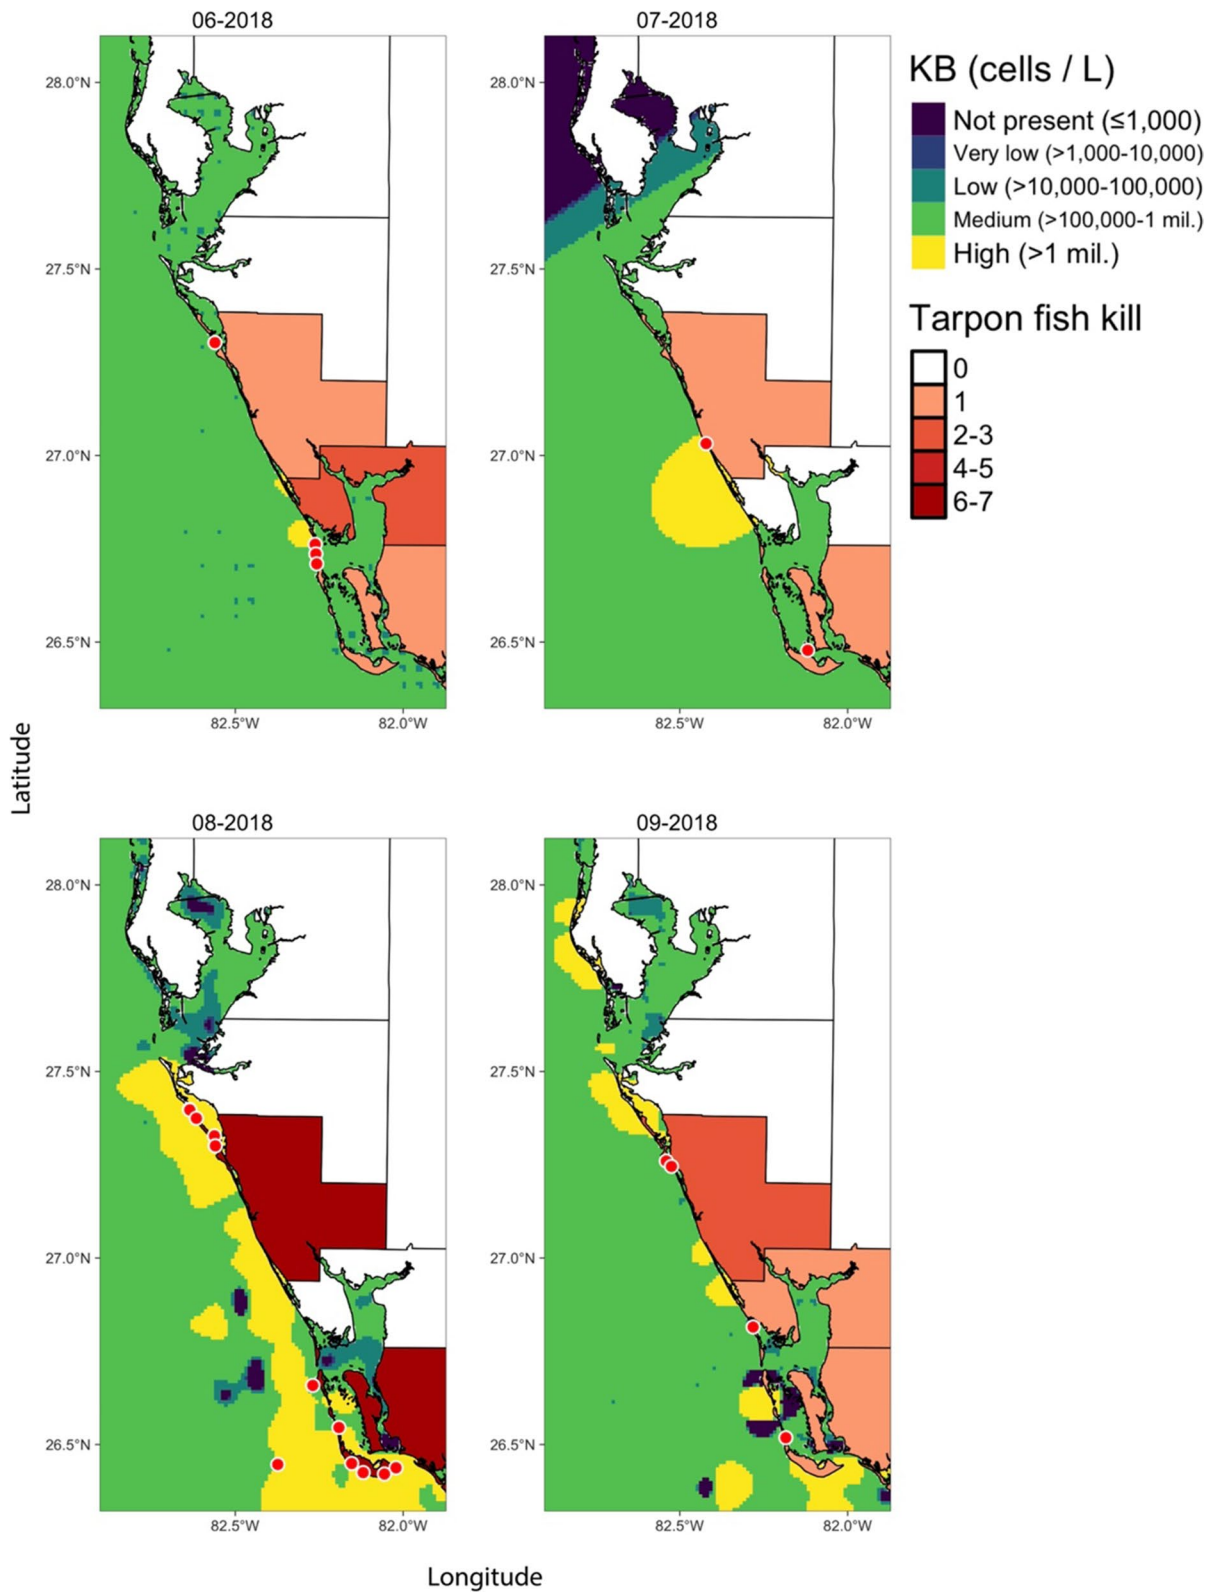 06-2018
07-2018
28.0°N
27.5°N
27.0°N
26.5°N
82.5°W
82.0°W
28.0°N
27.5°N
27.0°N
26.5°N
82.5°W
82.0°W
KB (cells / L)
Not present (≤1,000)
Very low (>1,000-10,000)
Low (>10,000-100,000)
Medium (>100,000-1 mil.)
High (>1 mil.)
Tarpon fish kill
0
1
2-3
4-5
6-7
Latitude
08-2018
09-2018
28.0°N
27.5°N
27.0°N
26.5°N
82.5°W
82.0°W
28.0°N
27.5°N
27.0°N
26.5°N
82.5°W
82.0°W
Longitude